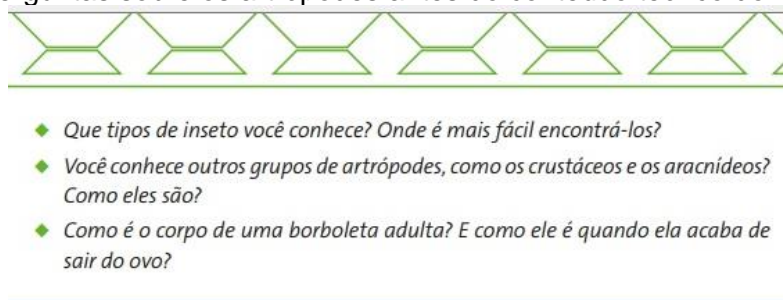 ◆ Que tipos de inseto você conhece? Onde é mais fácil encontrá-los?
◆ Você conhece outros grupos de artrópodes, como os crustáceos e os aracnídeos?
Como eles são?
◆ Como é o corpo de uma borboleta adulta? E como ele é quando ela acaba de
sair do ovo?